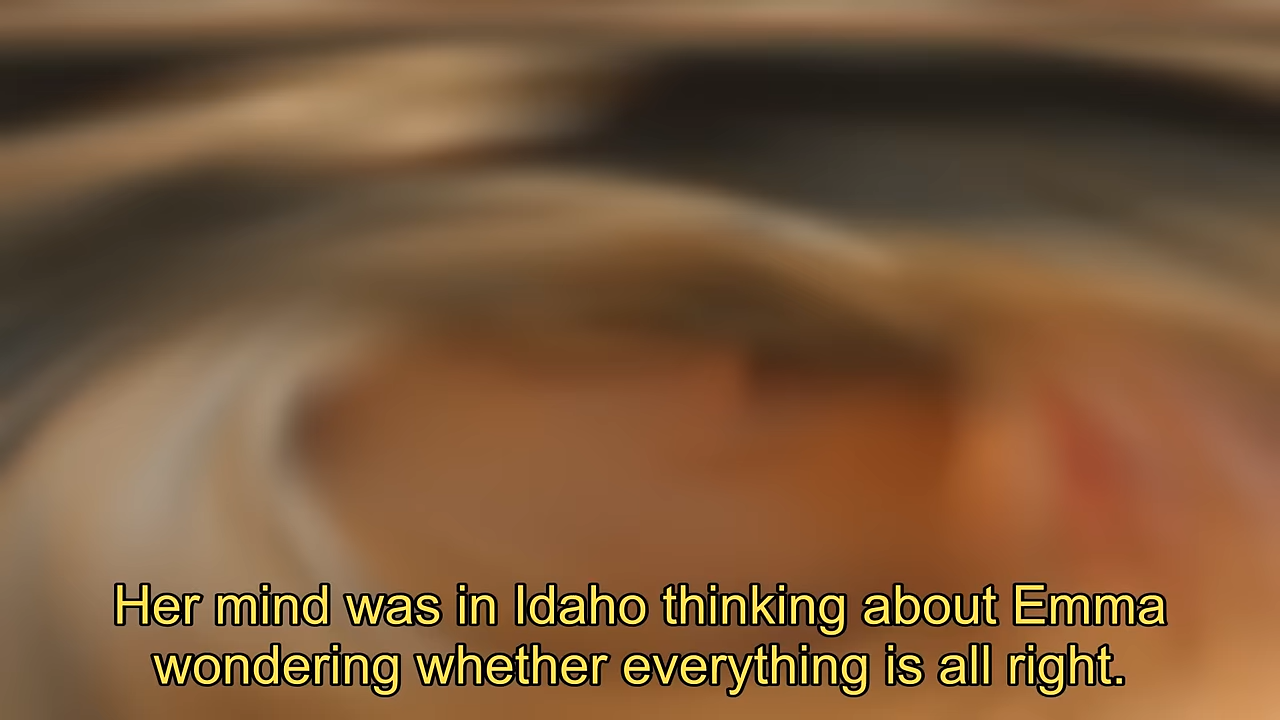 Her mind was in Idaho thinking about Emma
wondering whether everything is all right.